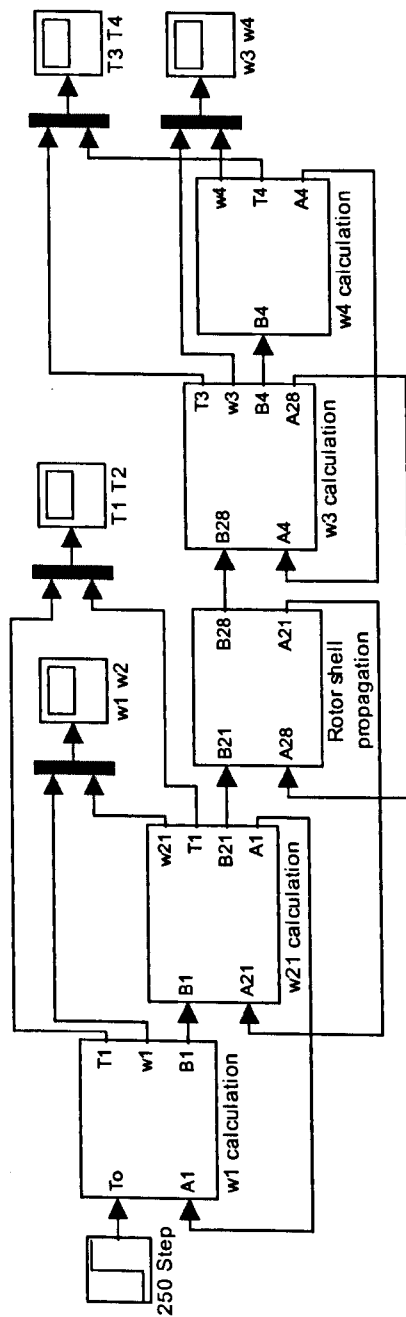 250 Step
To
A1
T1
w1
B1
w1 calculation
B1
A21
w21
T1
B21
A1
w21 calculation
w1 w2
T1 T2
B21
A28
B28
A21
Rotor shell
propagation
B28
A4
T3
w3
B4
A28
w3 calculation
B4
w4
T4
A4
w4 calculation
T3 T4
w3 w4